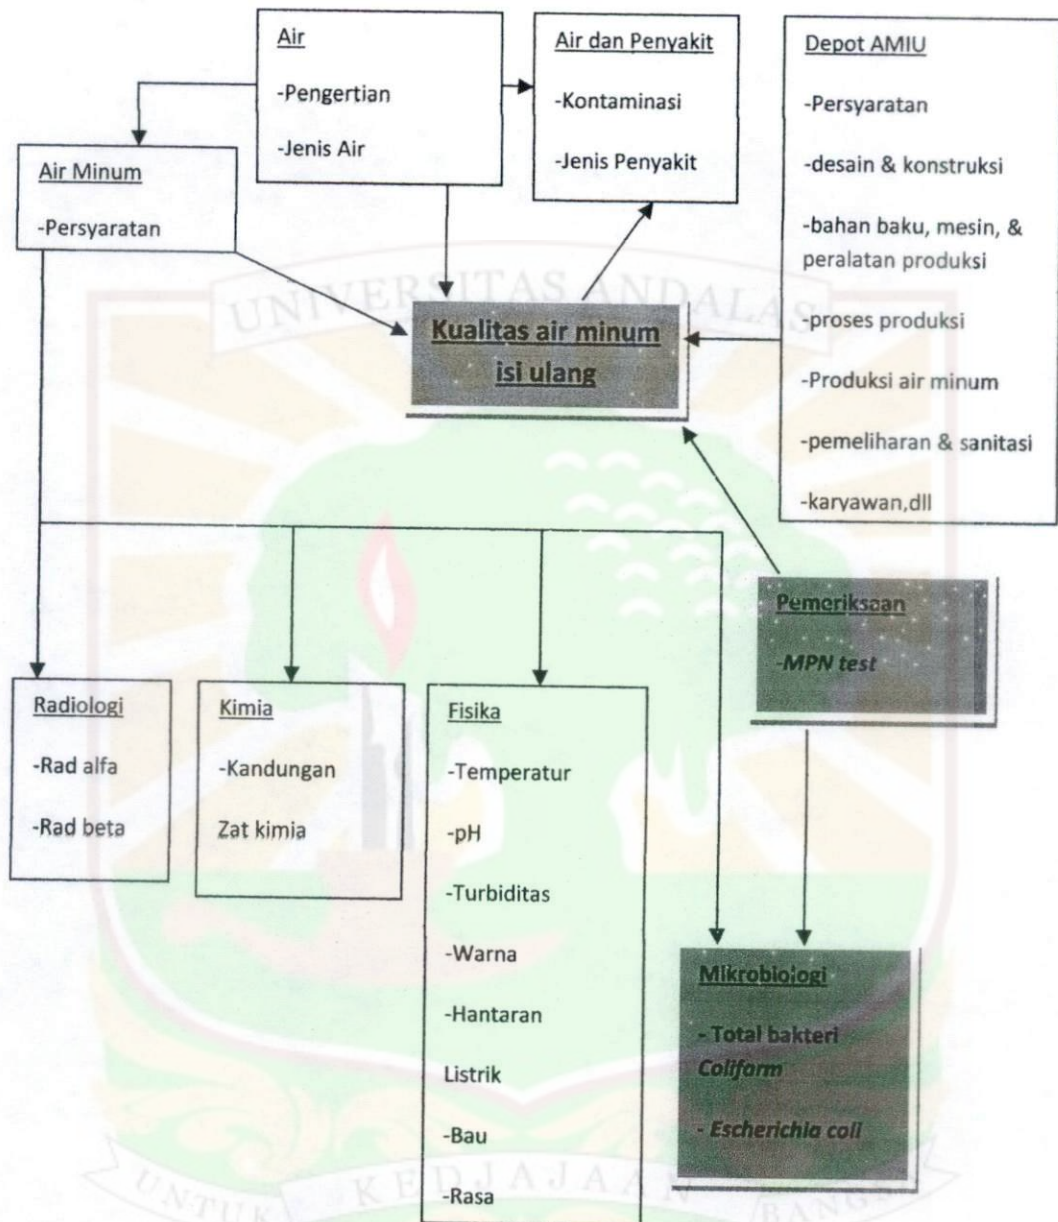 Air
-Pengertian
-Jenis Air
Air dan Penyakit
-Kontaminasi
-Jenis Penyakit
Depot AMIU
-Persyaratan
-desain & konstruksi
-bahan baku, mesin, &
peralatan produksi
-proses produksi
-Produksi air minum
-pemeliharan & sanitasi
-karyawan,dll
Air Minum
-Persyaratan
UNIVERSITAS ANDALAS
Kualitas air minum
isi ulang
Pemeriksaan
-MPN test
Radiologi
-Rad alfa
-Rad beta
Kimia
-Kandungan
Zat kimia
Fisika
-Temperatur
-pH
-Turbiditas
-Warna
-Hantaran
Listrik
-Bau
-Rasa
Mikrobiologi
- Total bakteri
Coliform
- Escherichia coli
UNTUK KEDJAJAAN BANGSA